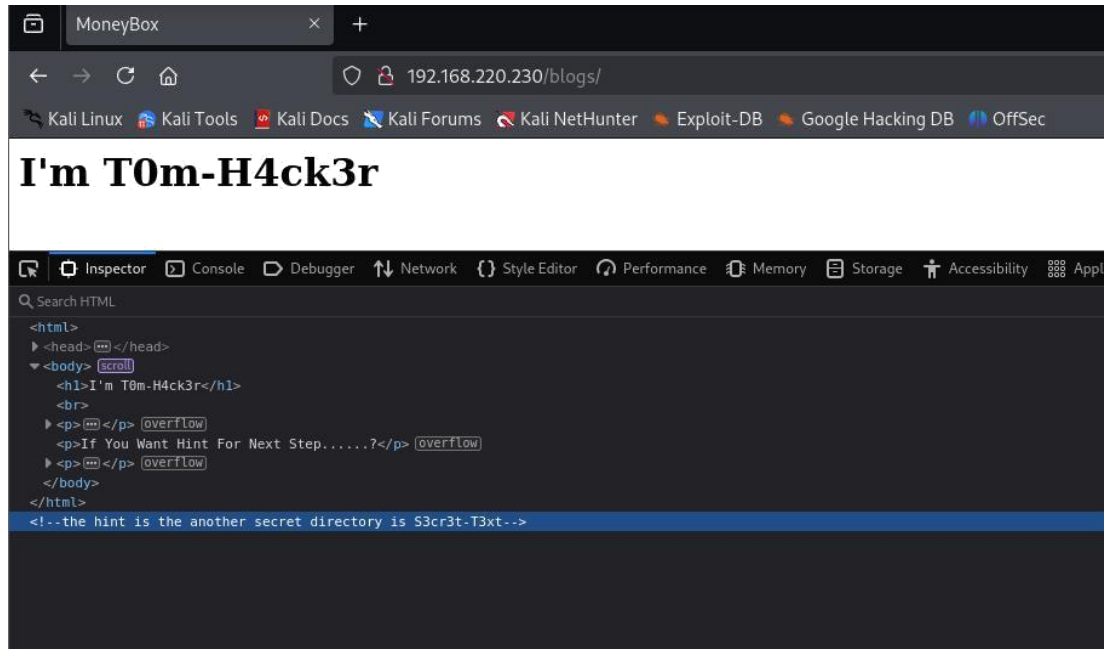 MoneyBox
192.168.220.230/blogs/
Kali Linux Kali Tools Kali Docs Kali Forums Kali NetHunter Exploit-DB Google Hacking DB OffSec
I'm T0m-H4ck3r
Inspector Console Debugger Network Style Editor Performance Memory Storage Accessibility Appl
Search HTML
<html>
<head>⋯</head>
<body> scroll
<h1>I'm T0m-H4ck3r</h1>
<br>
<p>⋯</p> overflow
<p>If You Want Hint For Next Step......?</p> overflow
<p>⋯</p> overflow
</body>
</html>
<!--the hint is the another secret directory is S3cr3t-T3xt-->